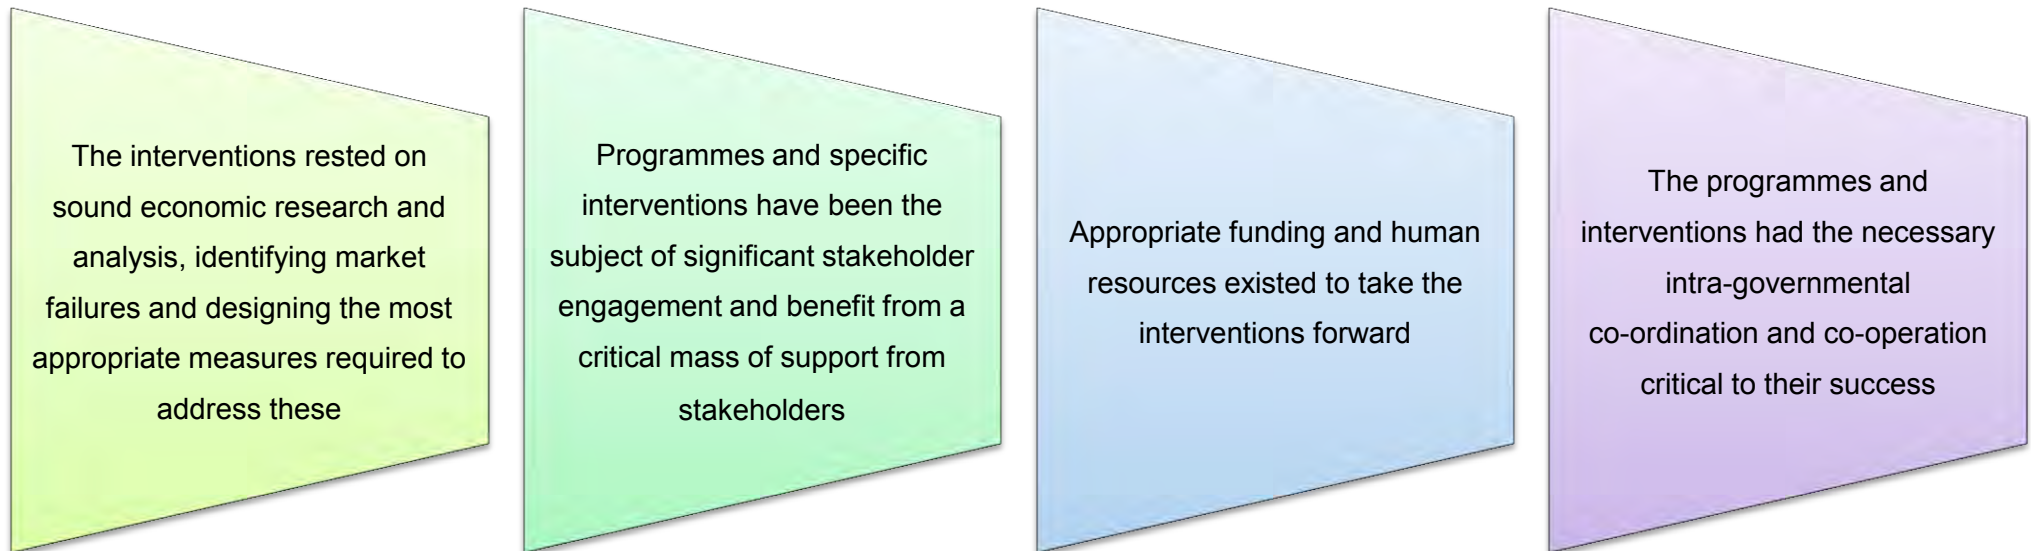 The interventions rested on
sound economic research and
analysis, identifying market
failures and designing the most
appropriate measures required to
address these
Programmes and specific
interventions have been the
subject of significant stakeholder
engagement and benefit from a
critical mass of support from
stakeholders
Appropriate funding and human
resources existed to take the
interventions forward
The programmes and
interventions had the necessary
intra-governmental
co-ordination and co-operation
critical to their success